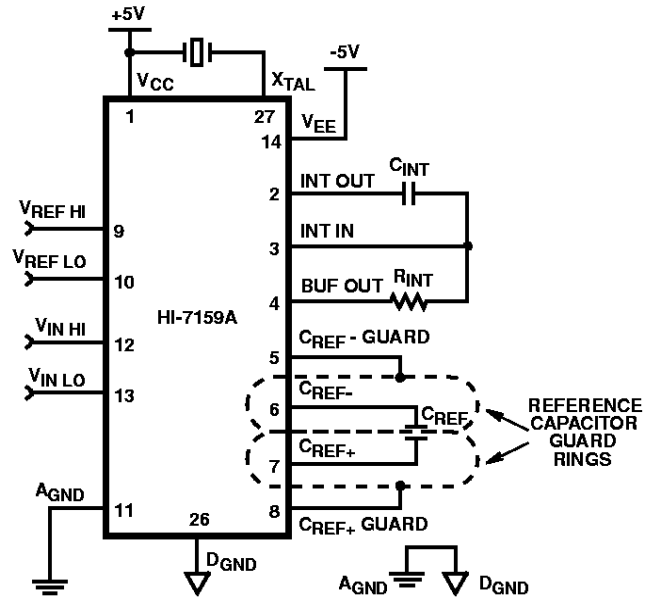 +5V
-5V
VCC
XTAL
1
27
VEE
14
CINT
INT OUT
2
VREF HI
9
INT IN
3
VREF LO
10
RINT
BUF OUT
4
HI-7159A
VIN HI
12
CREF - GUARD
5
VIN LO
13
CREF-
6
CREF
REFERENCE
CAPACITOR
GUARD
RINGS
CREF+
7
AGND
11
26
8
CREF+ GUARD
DGND
AGND
DGND